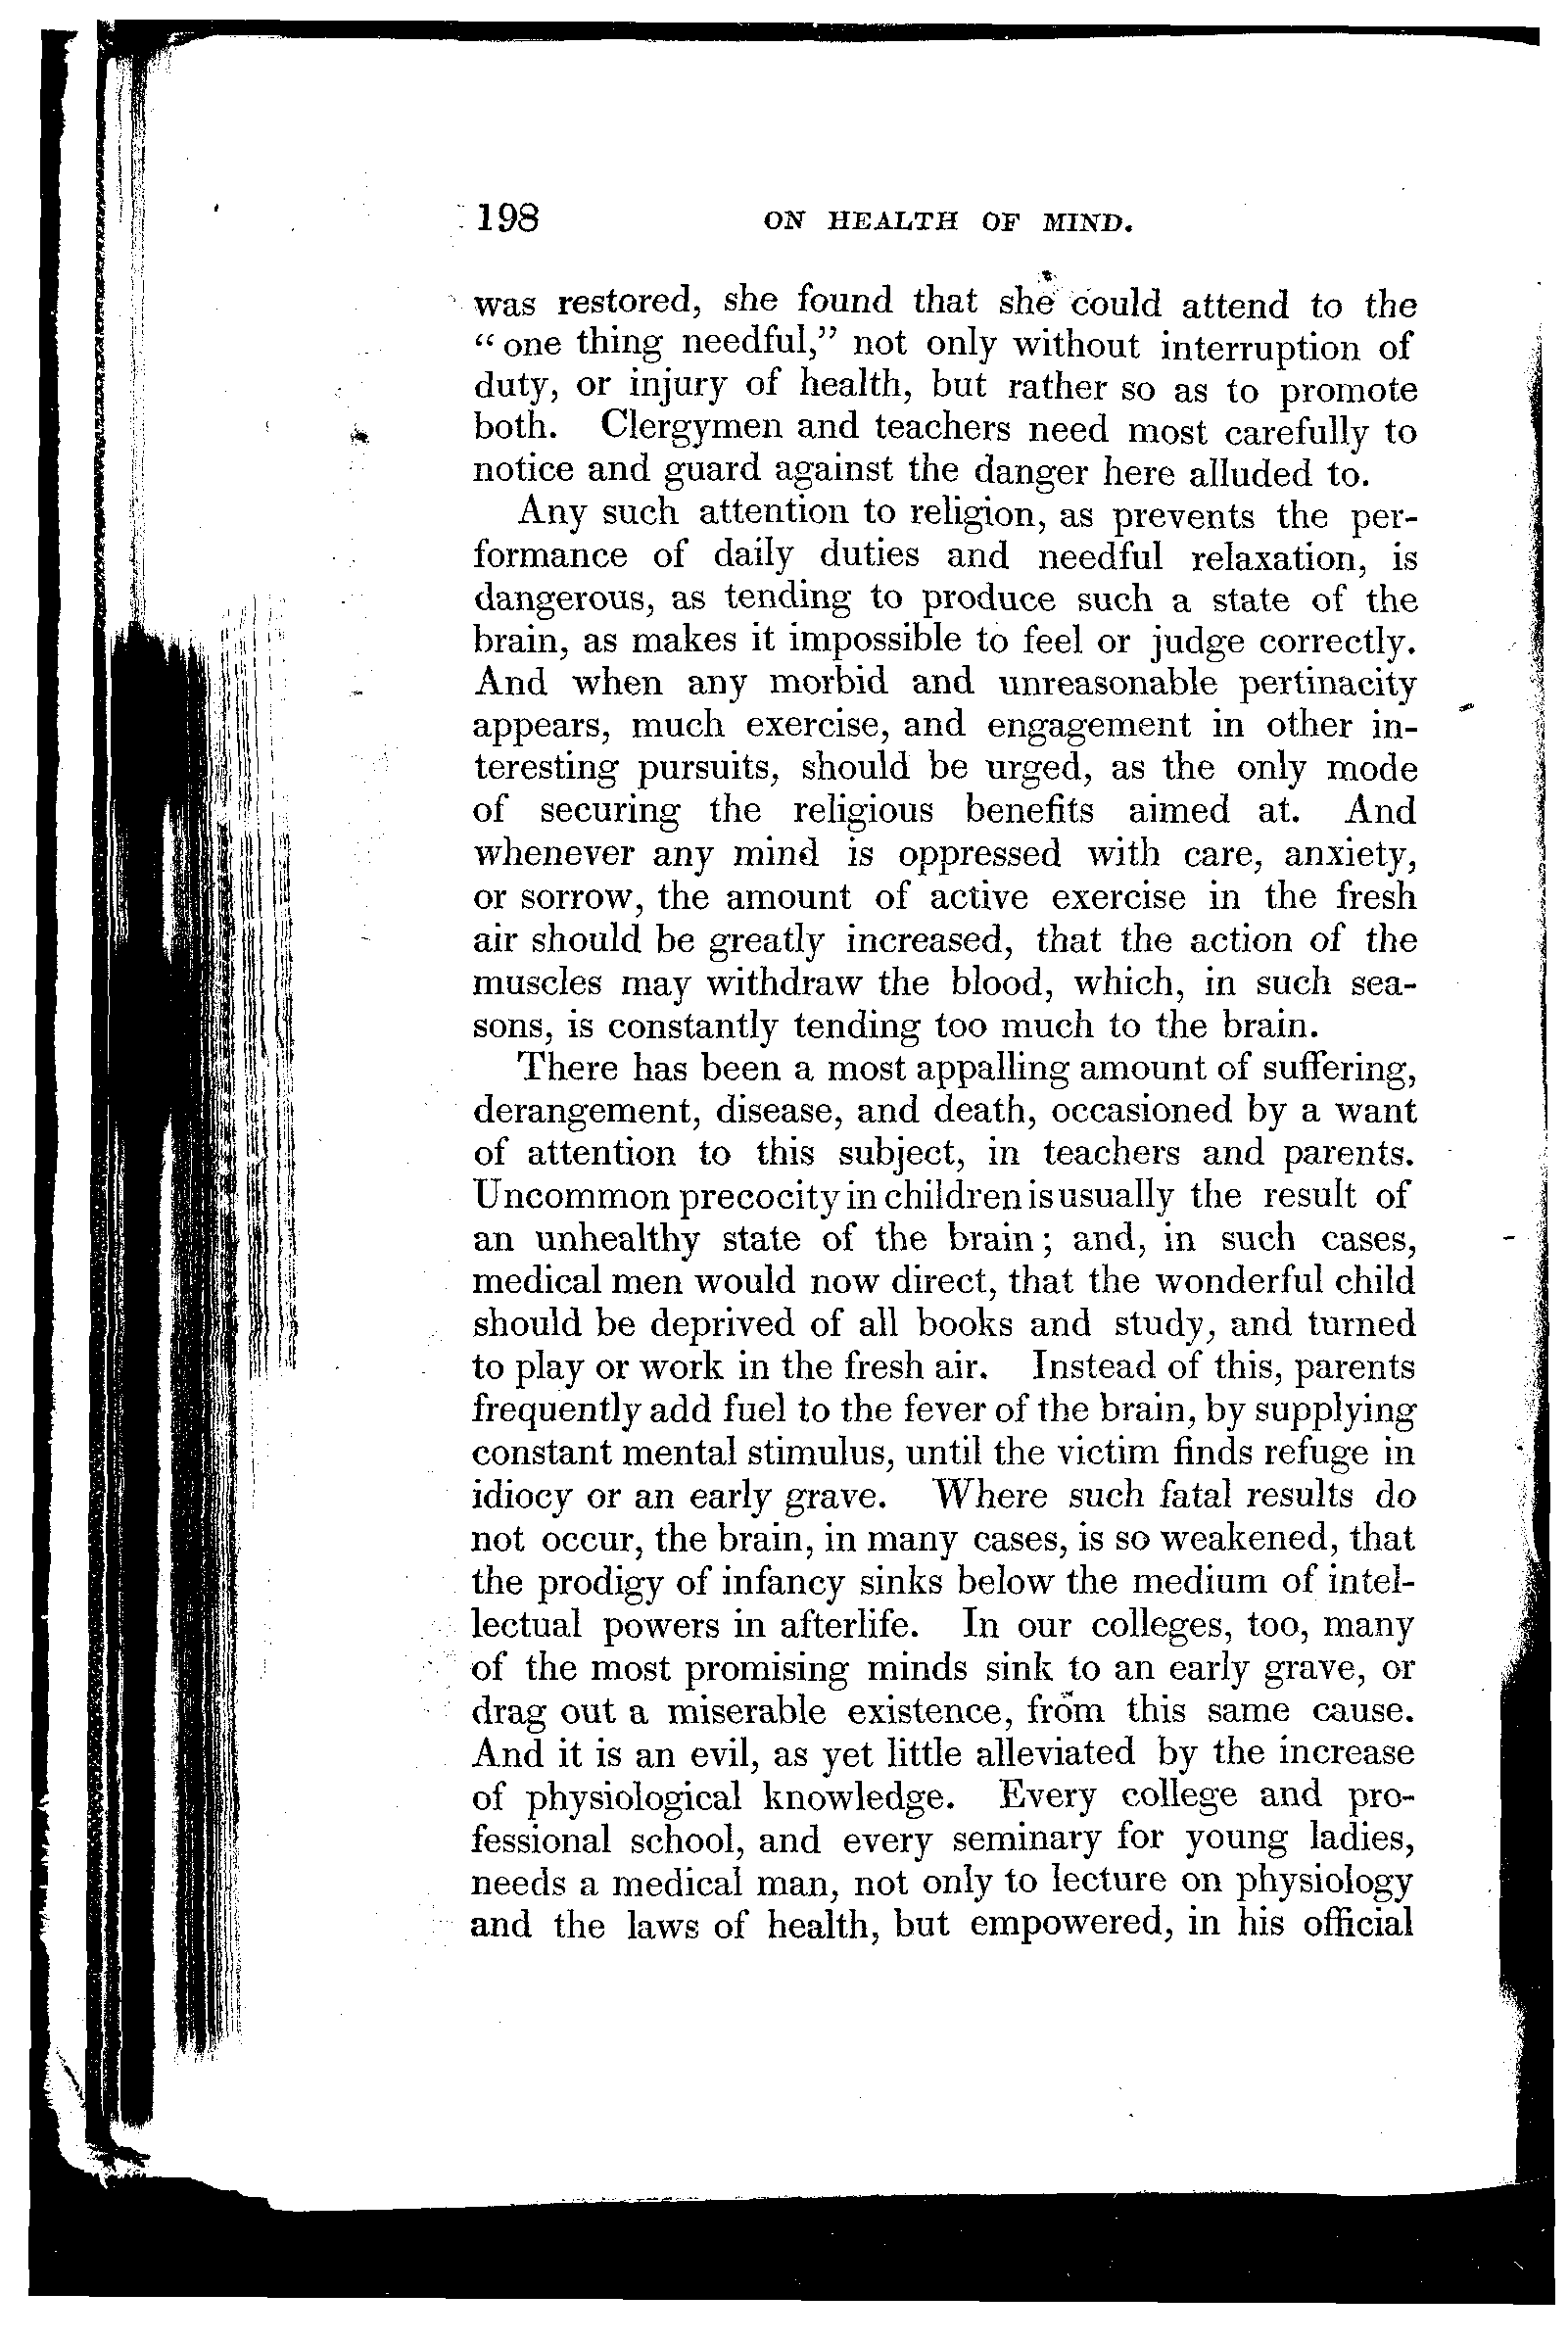 198 ON HEALTH OF MIND.
was restored, she found that she could attend to the
“one thing needful,” not only without interruption of
duty, or injury of health, but rather so as to promote
both. Clergymen and teachers need most carefully to
notice and guard against the danger here alluded to.
Any such attention to religion, as prevents the per-
formance of daily duties and needful relaxation, is
dangerous, as tending to produce such a state of the
brain, as makes it impossible to feel or judge correctly.
And when any morbid and unreasonable pertinacity
appears, much exercise, and engagement in other in-
teresting pursuits, should be urged, as the only mode
of securing the religious benefits aimed at. And
whenever any mind is oppressed with care, anxiety,
or sorrow, the amount of active exercise in the fresh
air should be greatly increased, that the action of the
muscles may withdraw the blood, which, in such sea-
sons, is constantly tending too much to the brain.
There has been a most appalling amount of suffering,
derangement, disease, and death, occasioned by a want
of attention to this subject, in teachers and parents.
Uncommon precocity in children is usually the result of
an unhealthy state of the brain; and, in such cases,
medical men would now direct, that the wonderful child
should be deprived of all books and study, and turned
to play or work in the fresh air. Instead of this, parents
frequently add fuel to the fever of the brain, by supplying
constant mental stimulus, until the victim finds refuge in
idiocy or an early grave. Where such fatal results do
not occur, the brain, in many cases, is so weakened, that
the prodigy of infancy sinks below the medium of intel-
lectual powers in afterlife. In our colleges, too, many
of the most promising minds sink to an early grave, or
drag out a miserable existence, from this same cause.
And it is an evil, as yet little alleviated by the increase
of physiological knowledge. Every college and pro-
fessional school, and every seminary for young ladies,
needs a medical man, not only to lecture on physiology
and the laws of health, but empowered, in his official